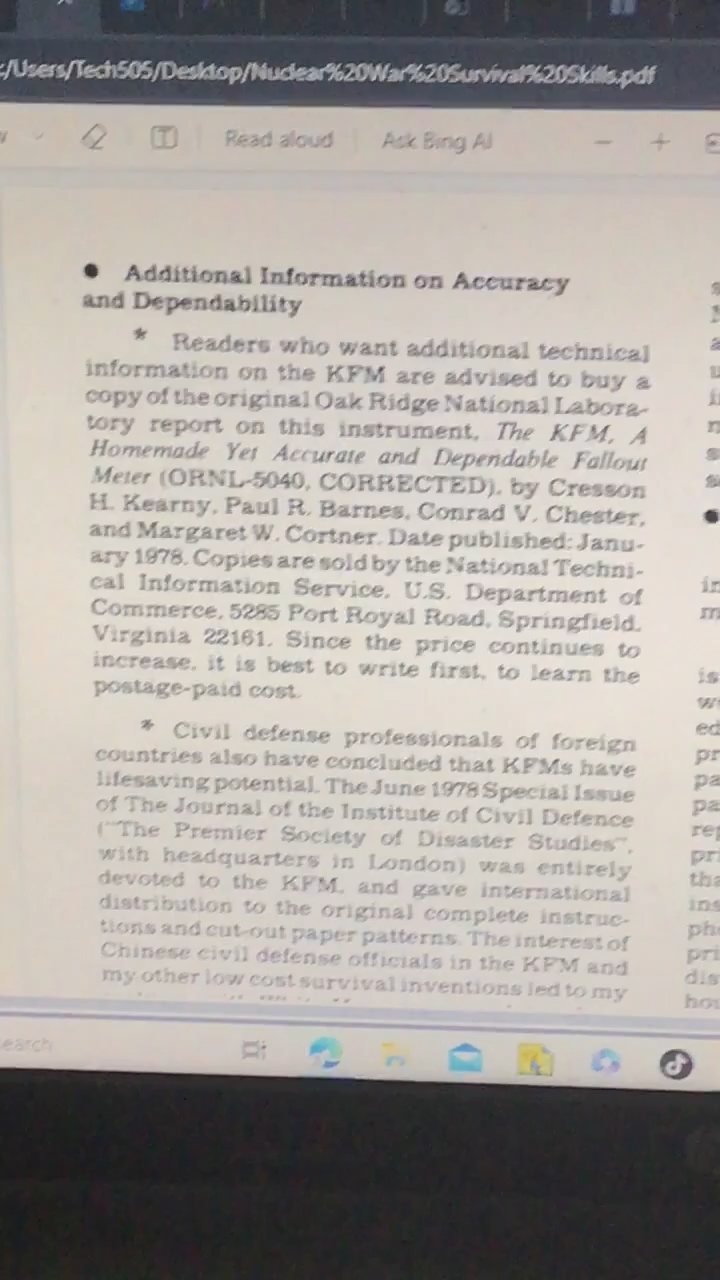 :/Users/Tech505/Desktop/Nuclear%20War%20Survival%20Skills.pdf
Read aloud
Ask Bing AI
● Additional Information on Accuracy
and Dependability
* Readers who want additional technical
information on the KFM are advised to buy a
copy of the original Oak Ridge National Labora-
tory report on this instrument, The KFM, A
Homemade Yet Accurate and Dependable Fallout
Meter (ORNL-5040, CORRECTED), by Cresson
H. Kearny, Paul R. Barnes, Conrad V. Chester,
and Margaret W. Cortner. Date published: Janu-
ary 1978. Copies are sold by the National Techni-
cal Information Service, U.S. Department of
Commerce, 5285 Port Royal Road, Springfield,
Virginia 22161. Since the price continues to
increase, it is best to write first, to learn the
postage-paid cost.
* Civil defense professionals of foreign
countries also have concluded that KFMs have
lifesaving potential. The June 1978 Special Issue
of The Journal of the Institute of Civil Defence
("The Premier Society of Disaster Studies",
with headquarters in London) was entirely
devoted to the KFM, and gave international
distribution to the original complete instruc-
tions and cut-out paper patterns. The interest of
Chinese civil defense officials in the KFM and
my other low cost survival inventions led to my
earch